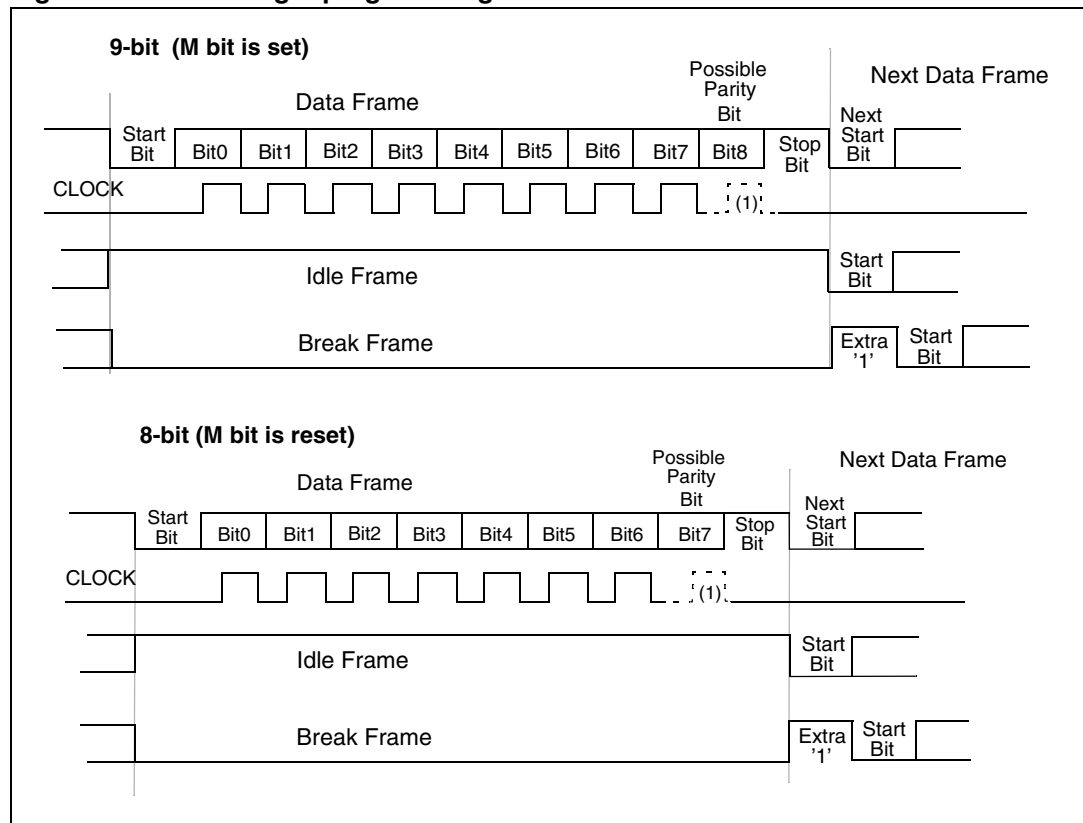 9-bit (M bit is set)
Possible
Parity
Bit
Next Data Frame
Data Frame
Next
Start
Bit
Start
Bit
Bit0 Bit1 Bit2 Bit3 Bit4 Bit5 Bit6 Bit7 Bit8
Stop
Bit
CLOCK
(1)
Idle Frame
Start
Bit
Break Frame
Extra
'1'
Start
Bit
8-bit (M bit is reset)
Possible
Parity
Bit
Next Data Frame
Data Frame
Next
Start
Bit
Start
Bit
Bit0 Bit1 Bit2 Bit3 Bit4 Bit5 Bit6 Bit7
Stop
Bit
CLOCK
(1)
Idle Frame
Start
Bit
Break Frame
Extra
'1'
Start
Bit